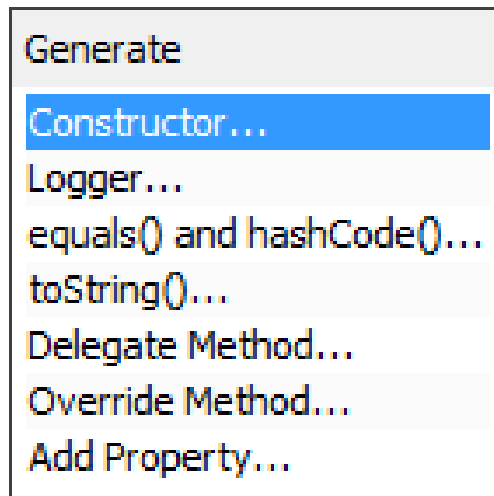 Generate
Constructor...
Logger...
equals() and hashCode()...
toString()...
Delegate Method...
Override Method...
Add Property...